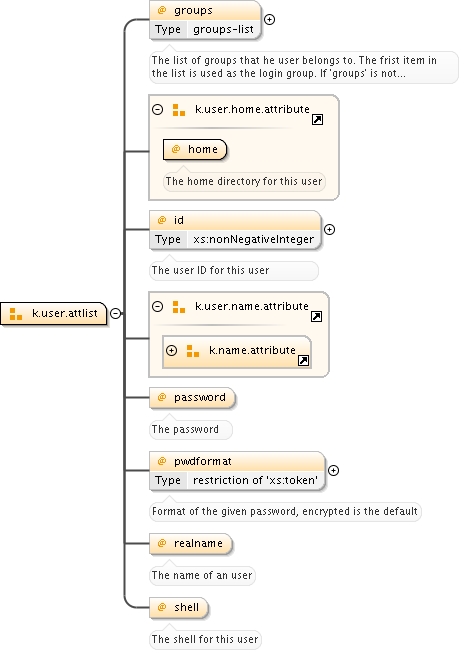 @ groups
Type groups-list
The list of groups that he user belongs to. The frist item in
the list is used as the login group. If 'groups' is not...
k.user.home.attribute
@ home
The home directory for this user
@ id
Type xs:nonNegativeInteger
The user ID for this user
k.user.attlist
k.user.name.attribute
k.name.attribute
@ password
The password
@ pwdformat
Type restriction of 'xs:token'
Format of the given password, encrypted is the default
@ realname
The name of an user
@ shell
The shell for this user